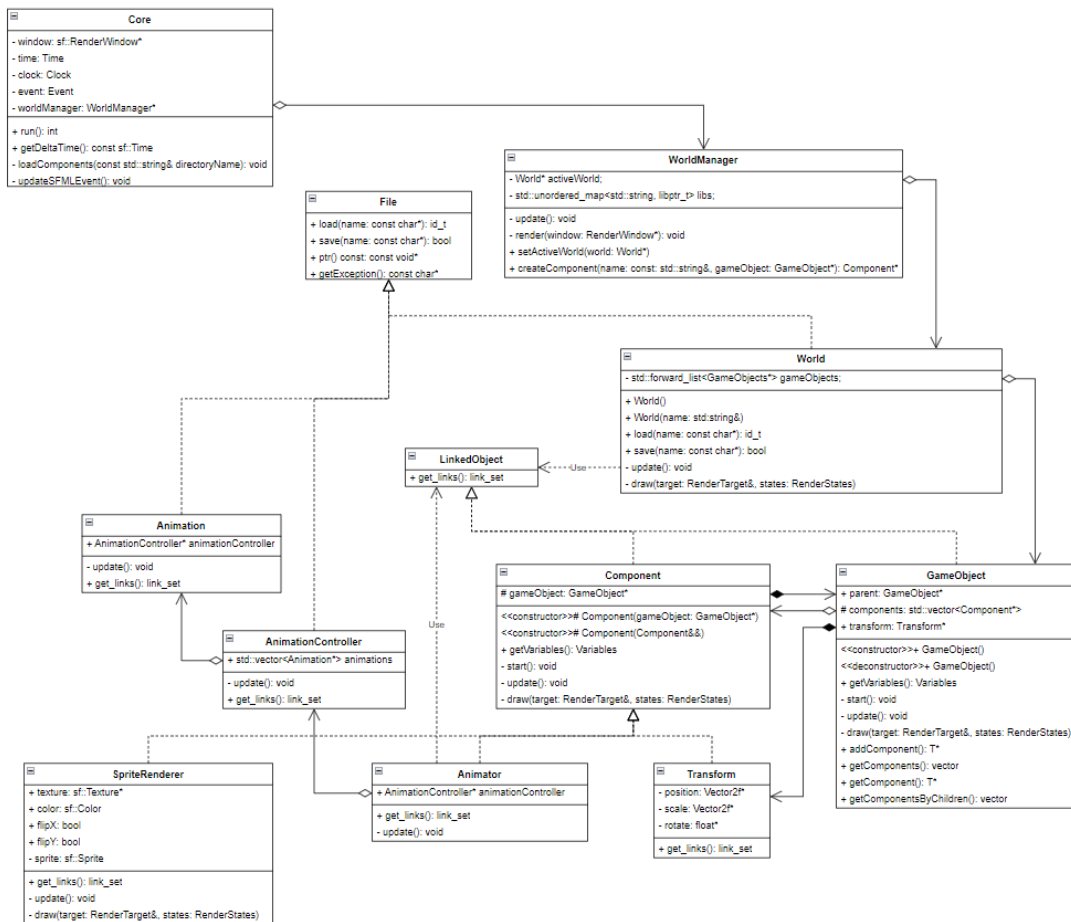 Core
- window: sf::RenderWindow*
- time: Time
- clock: Clock
- event: Event
- worldManager: WorldManager*
+ run(): int
+ getDeltaTime(): const sf::Time
- loadComponents(const std::string& directoryName): void
- updateSFMLEvent(): void
WorldManager
- World* activeWorld;
- std::unordered_map<std::string, libptr_t> libs;
- update(): void
- render(window: RenderWindow*): void
+ setActiveWorld(world: World*)
+ createComponent(name: const: std::string&, gameObject: GameObject*): Component*
File
+ load(name: const char*): id_t
+ save(name: const char*): bool
+ ptr() const: const void*
+ getException(): const char*
World
- std::forward_list<GameObjects*> gameObjects;
+ World()
+ World(name: std:string&)
+ load(name: const char*): id_t
+ save(name: const char*): bool
- update(): void
- draw(target: RenderTarget&, states: RenderStates)
LinkedObject
+ get_links(): link_set
Use
Animation
+ AnimationController* animationController
- update(): void
+ get_links(): link_set
Component
# gameObject: GameObject*
<<constructor>># Component(gameObject: GameObject*)
<<constructor>># Component(Component&&)
+ getVariables(): Variables
- start(): void
- update(): void
- draw(target: RenderTarget&, states: RenderStates)
GameObject
+ parent: GameObject*
# components: std::vector<Component*>
+ transform: Transform*
<<constructor>>+ GameObject()
<<deconstructor>>+ GameObject()
+ getVariables(): Variables
- start(): void
- update(): void
- draw(target: RenderTarget&, states: RenderStates)
+ addComponent(): T*
+ getComponents(): vector
+ getComponent(): T*
+ getComponentsByChildren(): vector
Use
AnimationController
+ std::vector<Animation*> animations
- update(): void
+ get_links(): link_set
SpriteRenderer
+ texture: sf::Texture*
+ color: sf::Color
+ flipX: bool
+ flipY: bool
- sprite: sf::Sprite
+ get_links(): link_set
- update(): void
- draw(target: RenderTarget&, states: RenderStates)
Animator
+ AnimationController* animationController
+ get_links(): link_set
- update(): void
Transform
- position: Vector2f*
- scale: Vector2f*
- rotate: float*
+ get_links(): link_set